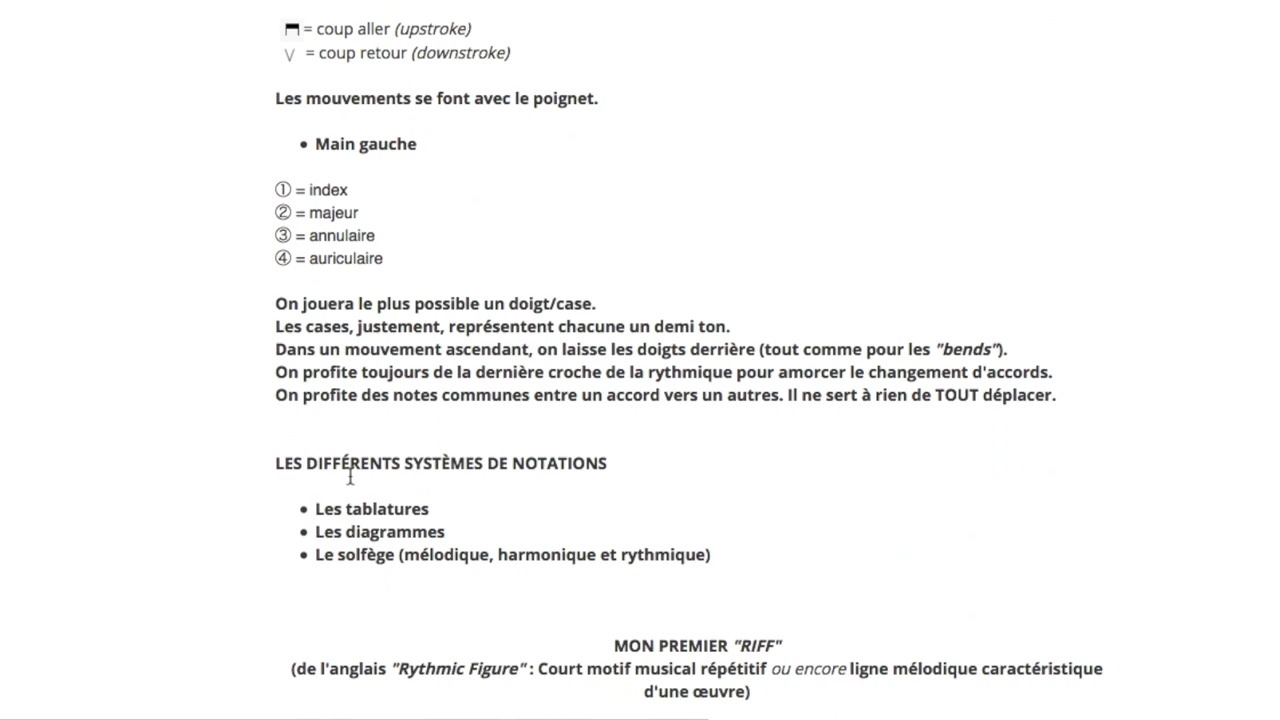 = coup aller (upstroke)
V = coup retour (downstroke)
Les mouvements se font avec le poignet.
• Main gauche
① = index
② = majeur
③ = annulaire
④ = auriculaire
On jouera le plus possible un doigt/case.
Les cases, justement, représentent chacune un demi ton.
Dans un mouvement ascendant, on laisse les doigts derrière (tout comme pour les "bends").
On profite toujours de la dernière croche de la rythmique pour amorcer le changement d'accords.
On profite des notes communes entre un accord vers un autres. Il ne sert à rien de TOUT déplacer.
LES DIFFÉRENTS SYSTÈMES DE NOTATIONS
• Les tablatures
• Les diagrammes
• Le solfège (mélodique, harmonique et rythmique)
MON PREMIER "RIFF"
(de l'anglais "Rythmic Figure" : Court motif musical répétitif ou encore ligne mélodique caractéristique
d'une œuvre)